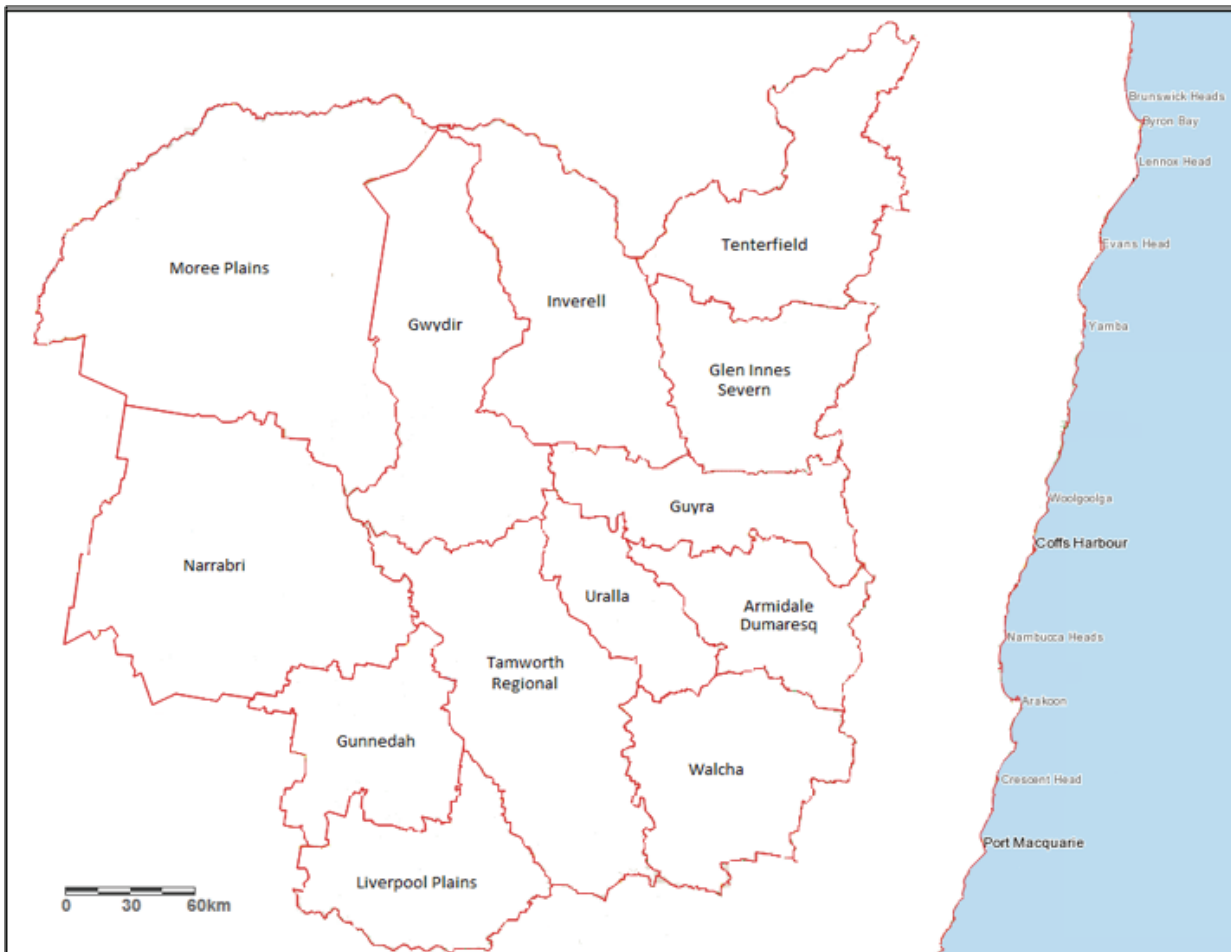 Brunswick Heads
Byron Bay
Lennox Head
Tenterfield
Evans Head
Moree Plains
Inverell
Gwydir
Yamba
Glen Innes
Severn
Woolgoolga
Guyra
Coffs Harbour
Narrabri
Uralla
Armidale
Dumaresq
Nambucca Heads
Tamworth
Regional
Arakoon
Gunnedah
Walcha
Crescent Head
Port Macquarie
Liverpool Plains
0 30 60km